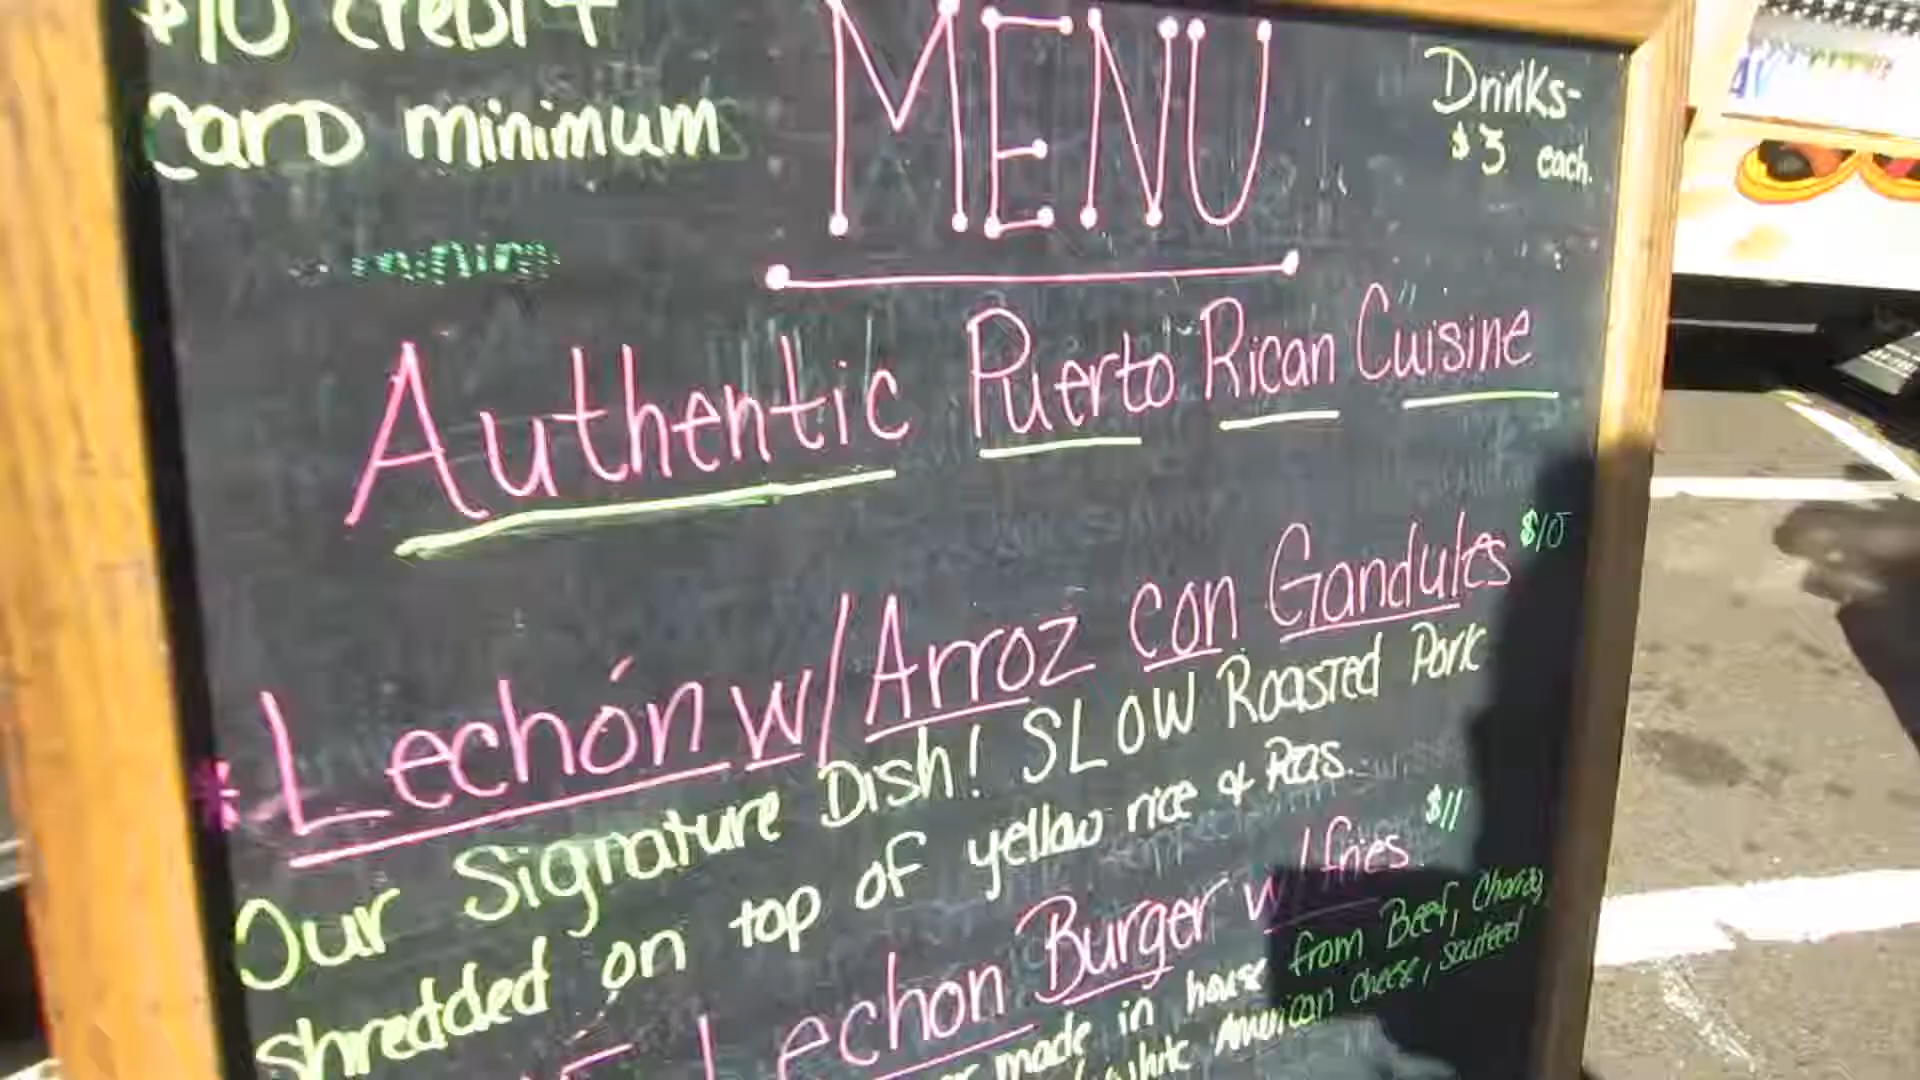 $10 credit
card minimum
MENU
Drinks-
$3 each.
Authentic Puerto Rican Cuisine
*Lechón w/ Arroz con Gandules $10
Our Signature Dish! SLOW Roasted Pork
shredded on top of yellow rice & Peas.
Lechon Burger w/ fries $11
made in house from Beef, Chorizo,
white American cheese, sauteed